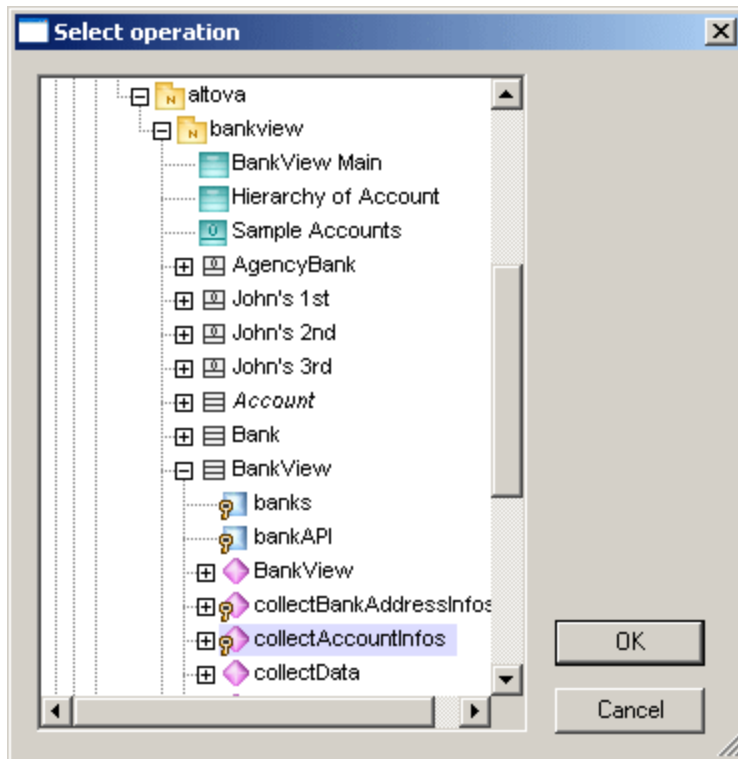 Select operation
altova
bankview
BankView Main
Hierarchy of Account
Sample Accounts
AgencyBank
John's 1st
John's 2nd
John's 3rd
Account
Bank
BankView
banks
bankAPI
BankView
collectBankAddressInfos
collectAccountInfos
collectData
OK
Cancel